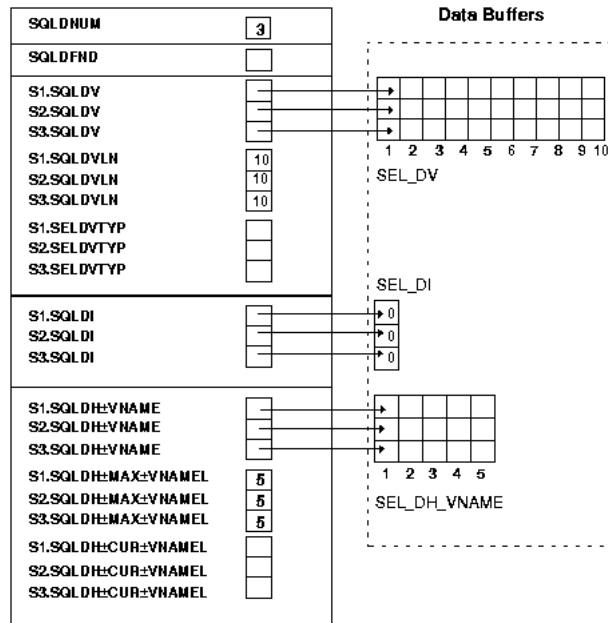 Data Buffers
SQLDNUM 3
SQLDFND
S1.SQLDV
S2.SQLDV
S3.SQLDV
1 2 3 4 5 6 7 8 9 10
SEL_DV
S1.SQLDVLN 10
S2.SQLDVLN 10
S3.SQLDVLN 10
S1.SELDVTYP
S2.SELDVTYP
S3.SELDVTYP
SEL_DI
S1.SQLDI 0
S2.SQLDI 0
S3.SQLDI 0
S1.SQLDH±VNAME
S2.SQLDH±VNAME
S3.SQLDH±VNAME
1 2 3 4 5
SEL_DH_VNAME
S1.SQLDH±MAX±VNAMEL 5
S2.SQLDH±MAX±VNAMEL 5
S3.SQLDH±MAX±VNAMEL 5
S1.SQLDH±CUR±VNAMEL
S2.SQLDH±CUR±VNAMEL
S3.SQLDH±CUR±VNAMEL